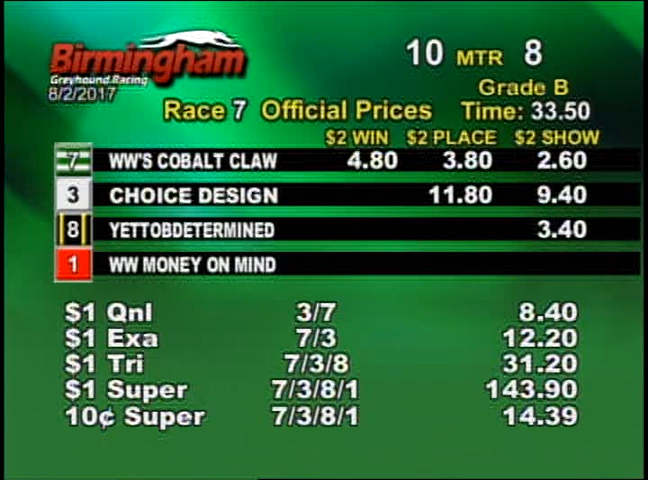 Birmingham
Greyhound Racing
8/2/2017
10 MTR 8
Grade B
Race 7 Official Prices Time: 33.50
$2 WIN $2 PLACE $2 SHOW
7 WW'S COBALT CLAW 4.80 3.80 2.60
3 CHOICE DESIGN 11.80 9.40
8 YETTOBDETERMINED 3.40
1 WW MONEY ON MIND
$1 Qnl 3/7 8.40
$1 Exa 7/3 12.20
$1 Tri 7/3/8 31.20
$1 Super 7/3/8/1 143.90
10¢ Super 7/3/8/1 14.39